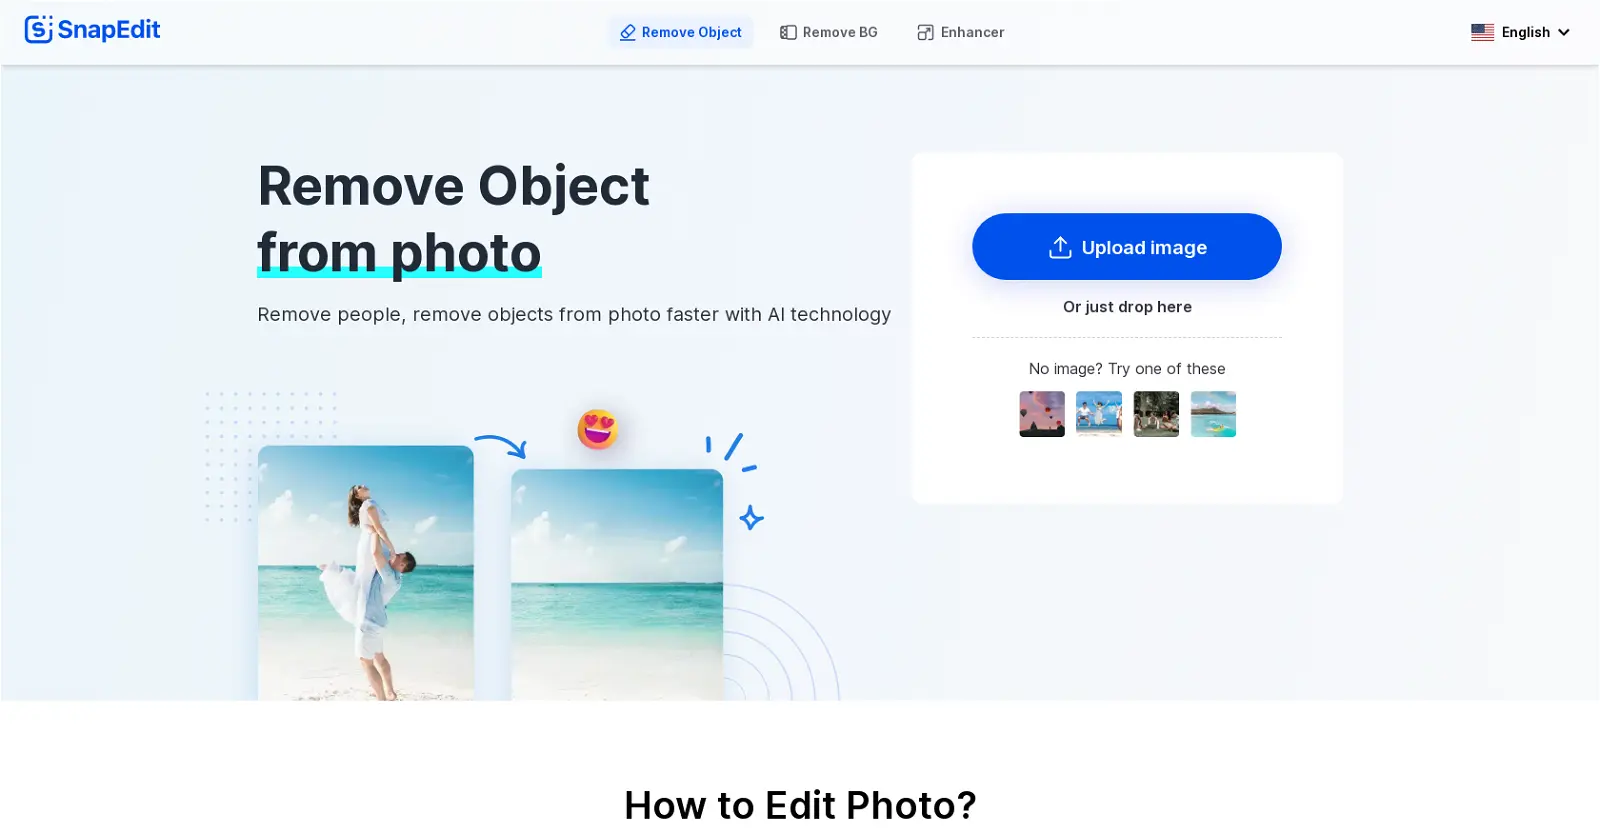 SnapEdit
Remove Object
Remove BG
Enhancer
English
Remove Object
from photo
Remove people, remove objects from photo faster with AI technology
Upload image
Or just drop here
No image? Try one of these
How to Edit Photo?